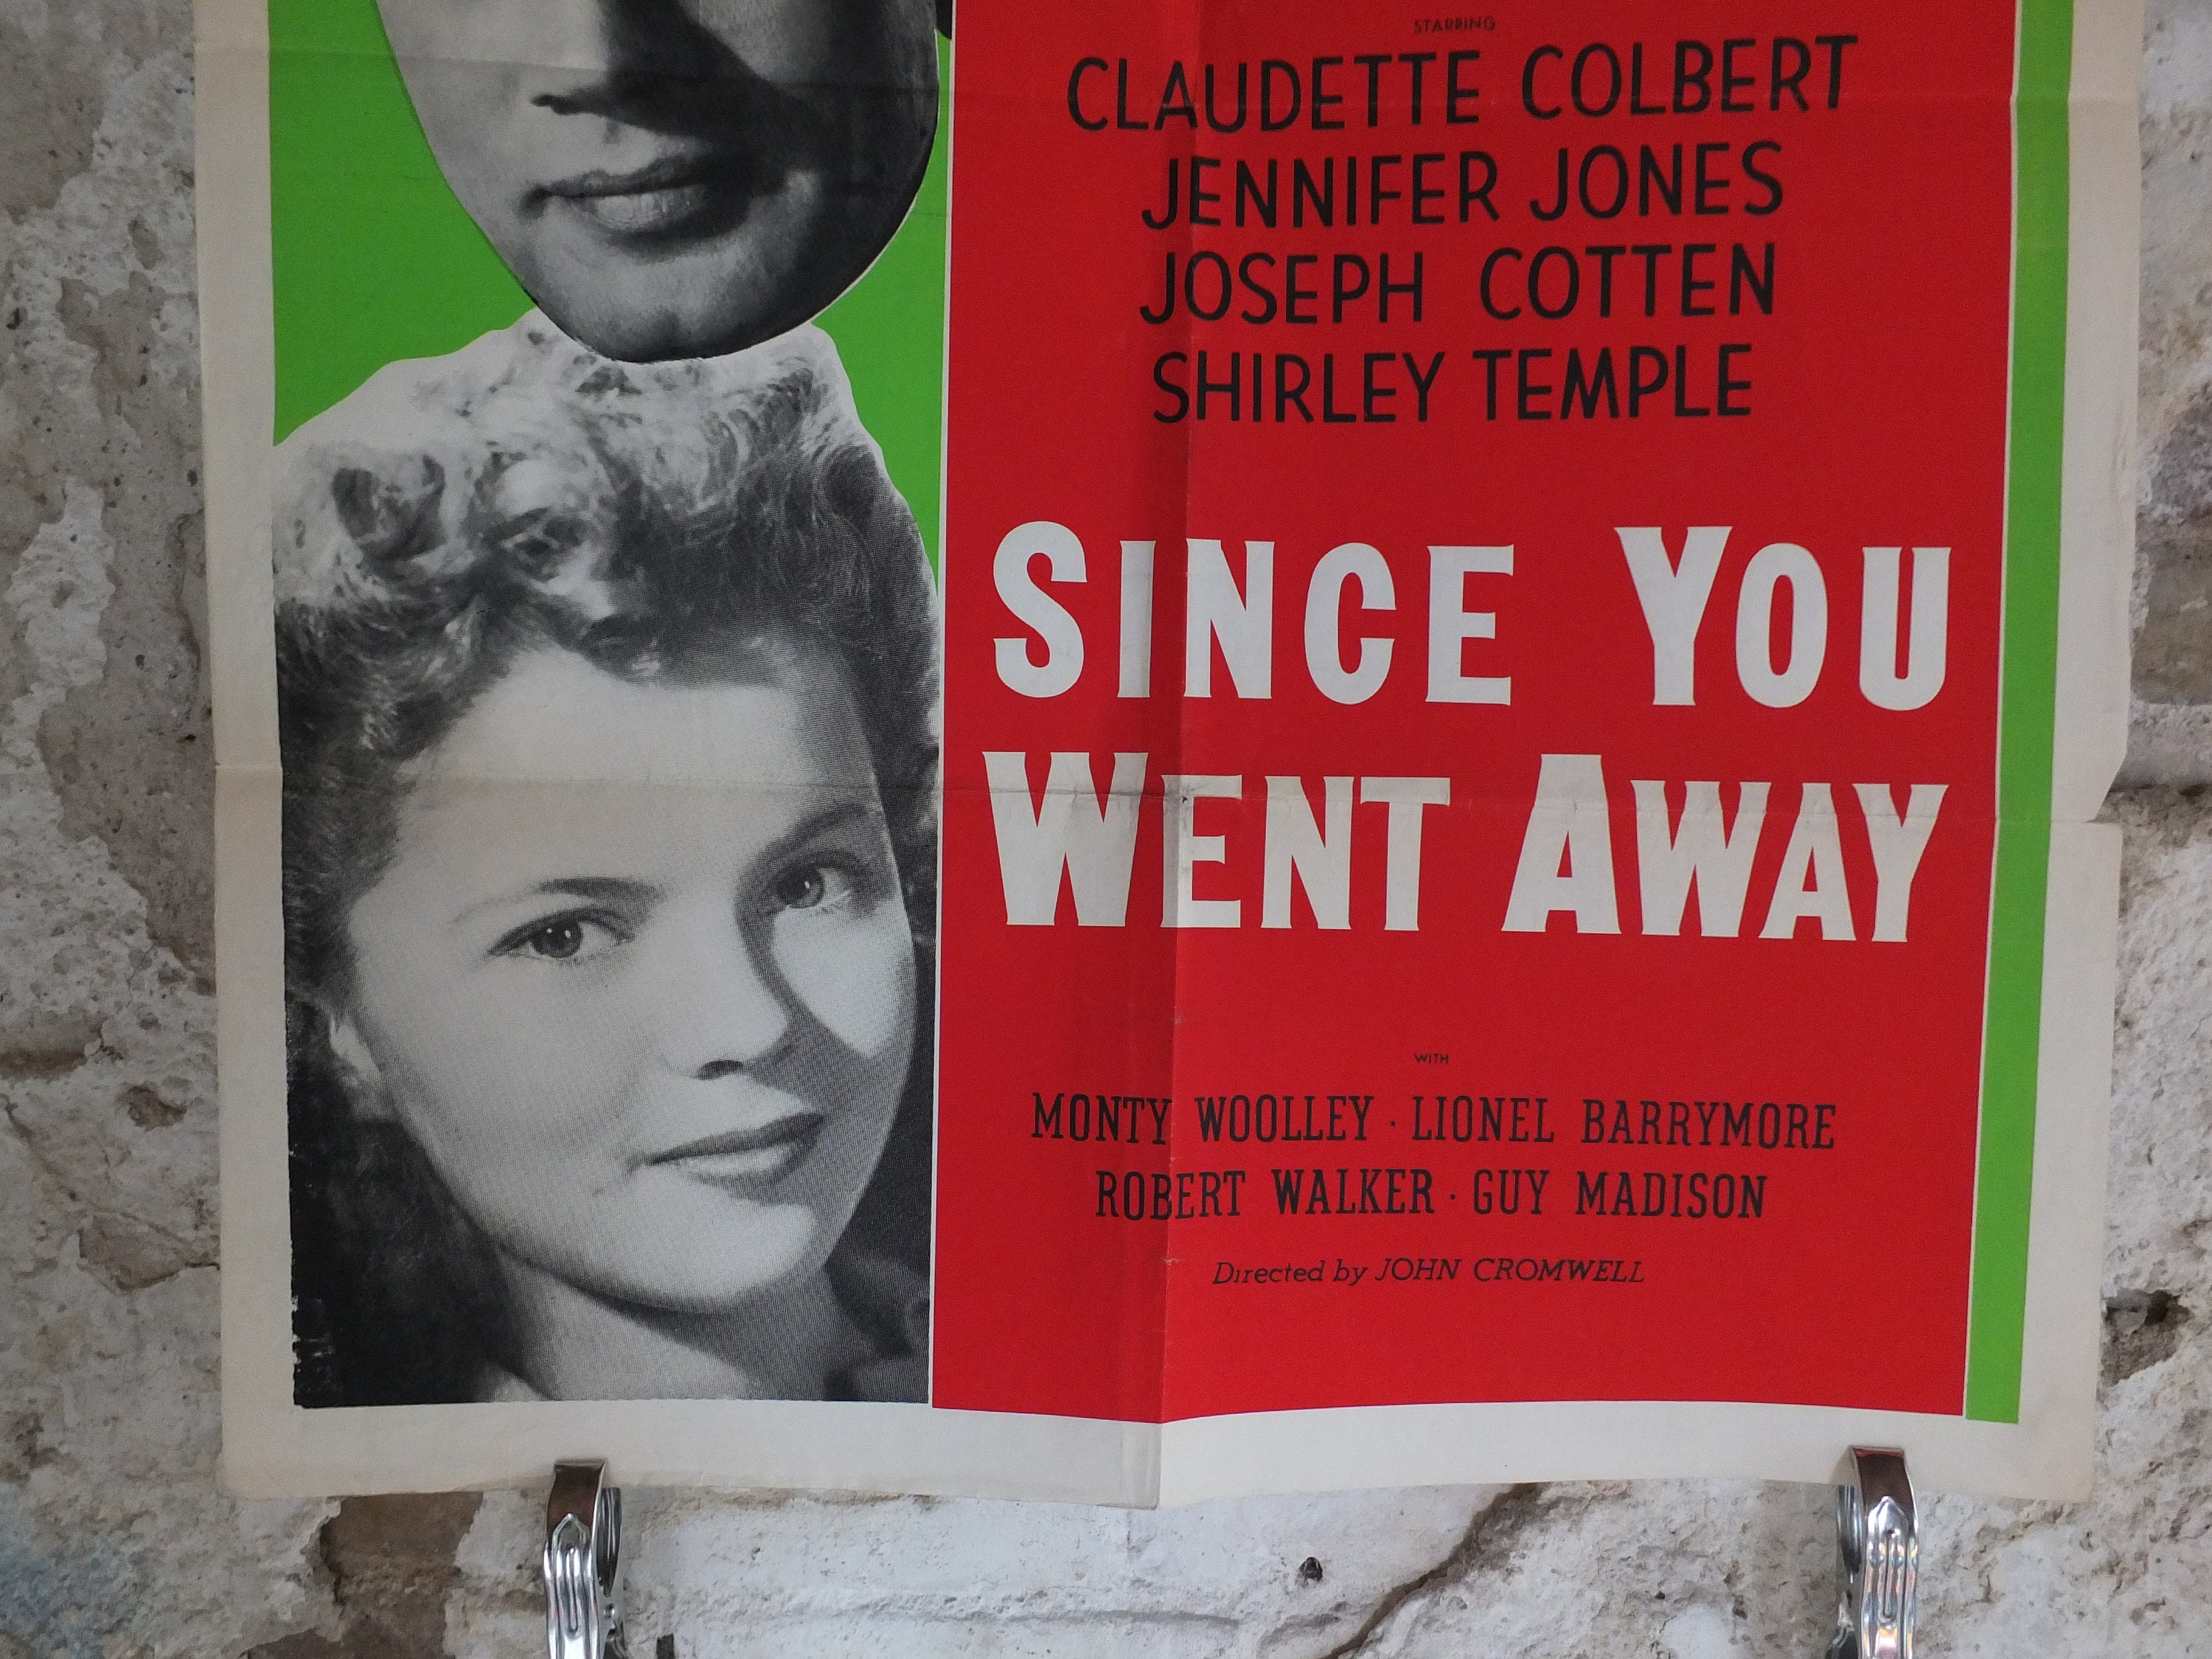 STARRING
CLAUDETTE COLBERT
JENNIFER JONES
JOSEPH COTTEN
SHIRLEY TEMPLE
SINCE YOU
WENT AWAY
WITH
MONTY WOOLLEY · LIONEL BARRYMORE
ROBERT WALKER · GUY MADISON
Directed by JOHN CROMWELL